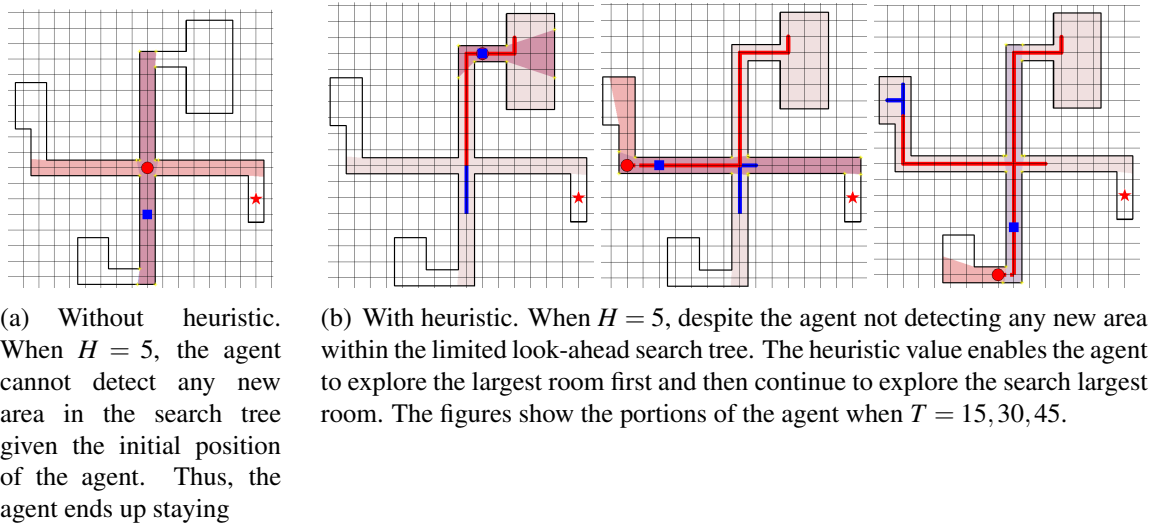 (a) Without heuristic.
When H = 5, the agent
cannot detect any new
area in the search tree
given the initial position
of the agent. Thus, the
agent ends up staying
(b) With heuristic. When H = 5, despite the agent not detecting any new area
within the limited look-ahead search tree. The heuristic value enables the agent
to explore the largest room first and then continue to explore the search largest
room. The figures show the portions of the agent when T = 15,30,45.